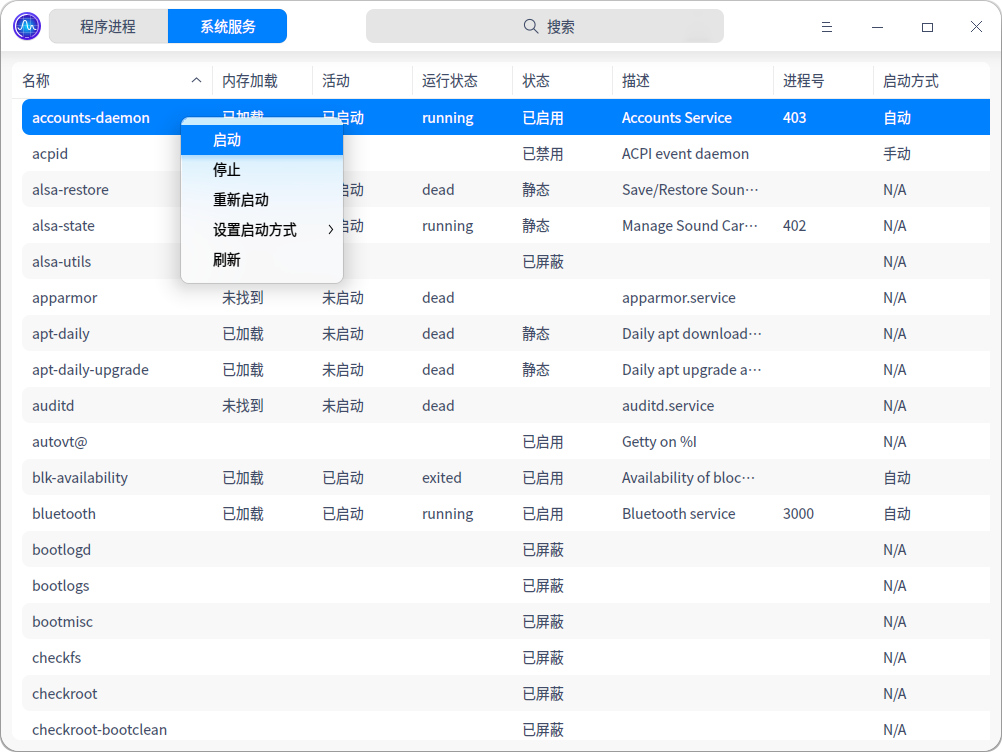 程序进程 系统服务 搜索
名称 内存加载 活动 运行状态 状态 描述 进程号 启动方式
accounts-daemon 已加载 已启动 running 已启用 Accounts Service 403 自动
启动
停止
重新启动
设置启动方式
刷新
acpid 已禁用 ACPI event daemon 手动
alsa-restore 启动 dead 静态 Save/Restore Soun⋯ N/A
alsa-state 启动 running 静态 Manage Sound Car⋯ 402 N/A
alsa-utils 已屏蔽 N/A
apparmor 未找到 未启动 dead apparmor.service N/A
apt-daily 已加载 未启动 dead 静态 Daily apt download⋯ N/A
apt-daily-upgrade 已加载 未启动 dead 静态 Daily apt upgrade a⋯ N/A
auditd 未找到 未启动 dead auditd.service N/A
autovt@ 已启用 Getty on %I N/A
blk-availability 已加载 已启动 exited 已启用 Availability of bloc⋯ 自动
bluetooth 已加载 已启动 running 已启用 Bluetooth service 3000 自动
bootlogd 已屏蔽 N/A
bootlogs 已屏蔽 N/A
bootmisc 已屏蔽 N/A
checkfs 已屏蔽 N/A
checkroot 已屏蔽 N/A
checkroot-bootclean 已屏蔽 N/A